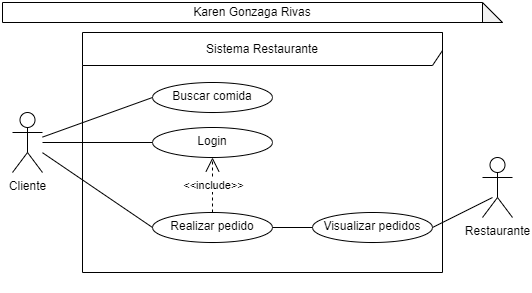 Karen Gonzaga Rivas
Sistema Restaurante
Buscar comida
Login
Cliente
<<include>>
Realizar pedido
Visualizar pedidos
Restaurante